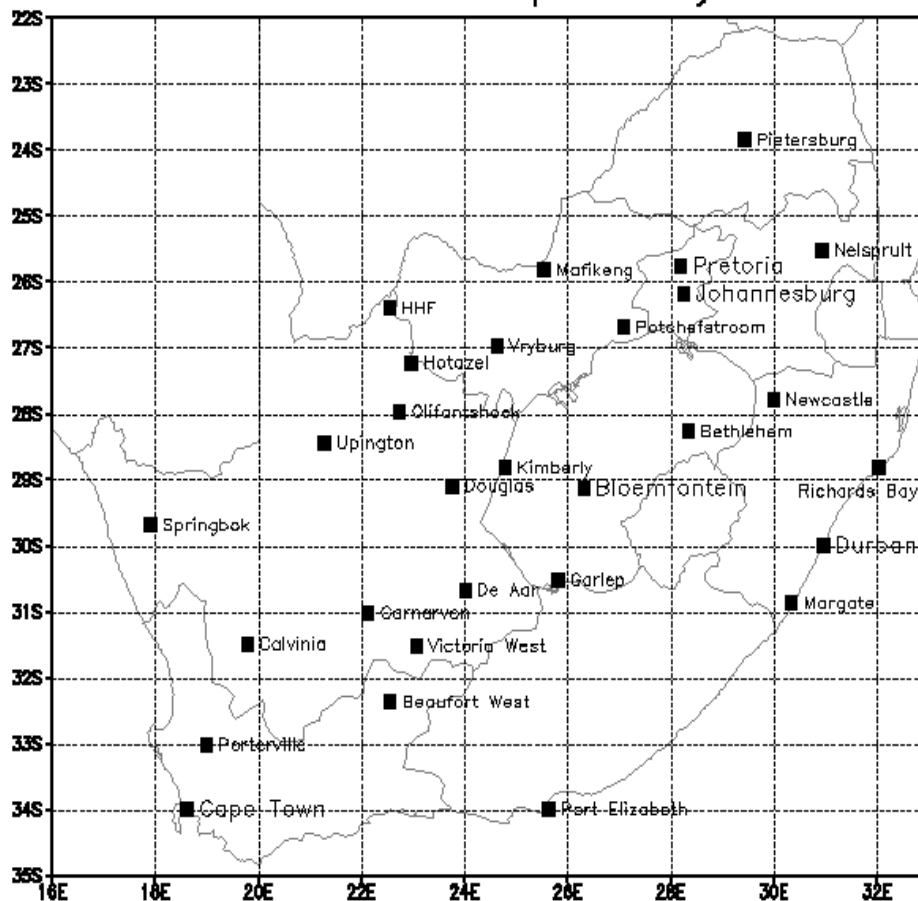 22S
23S
24S
Pietersburg
25S
Nelspruit
Pretoria
Mafikeng
26S
Johannesburg
HHF
Potchefstroom
Vryburg
27S
Hotazel
Newcastle
Olifantshoek
28S
Bethlehem
Upington
Kimberly
29S
Douglas
Bloemfontein
Richards Bay
Springbok
30S
Durban
Gariep
De Aar
Margate
31S
Carnarvon
Calvinia
Victoria West
32S
Beaufort West
33S
Porterville
34S
Cape Town
Port Elizabeth
35S
16E 18E 20E 22E 24E 26E 28E 30E 32E